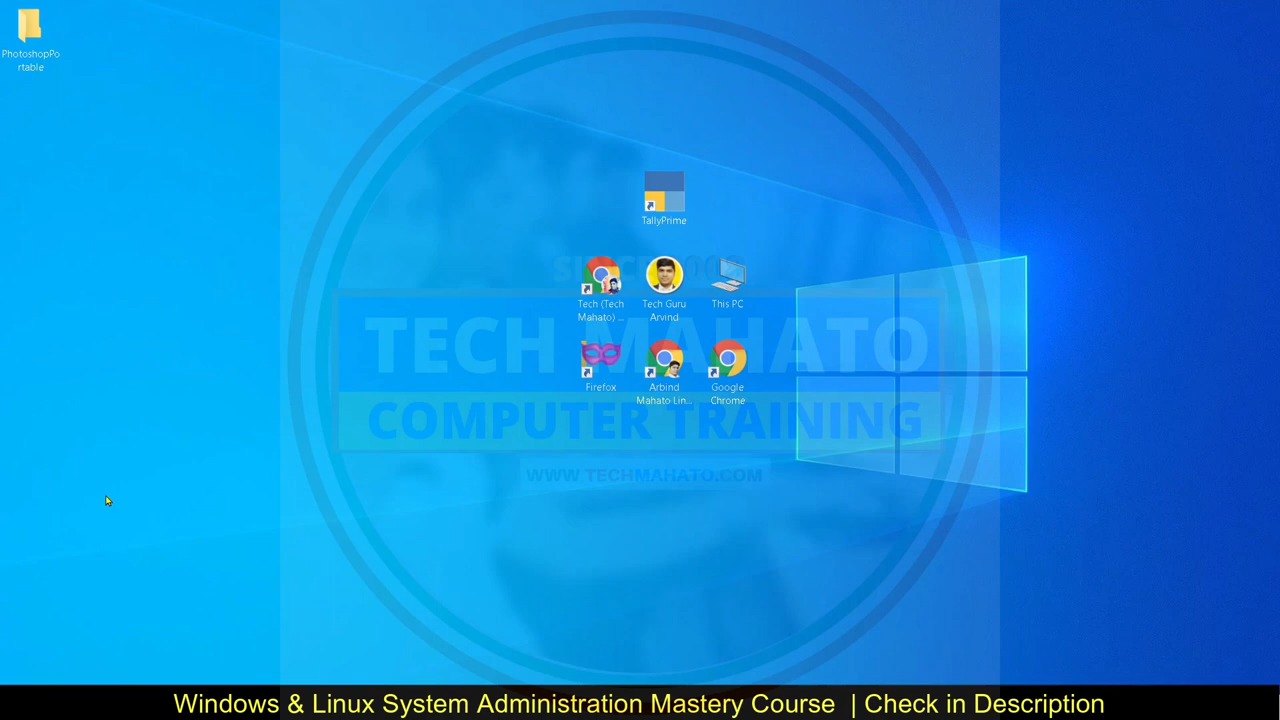 PhotoshopPo
rtable
TallyPrime
Tech (Tech
Mahato) ...
Tech Guru
Arvind
This PC
TECH MAHATO
Firefox
Arbind
Mahato Lin...
Google
Chrome
COMPUTER TRAINING
WWW TECHMAHATO.COM
Windows & Linux System Administration Mastery Course | Check in Description